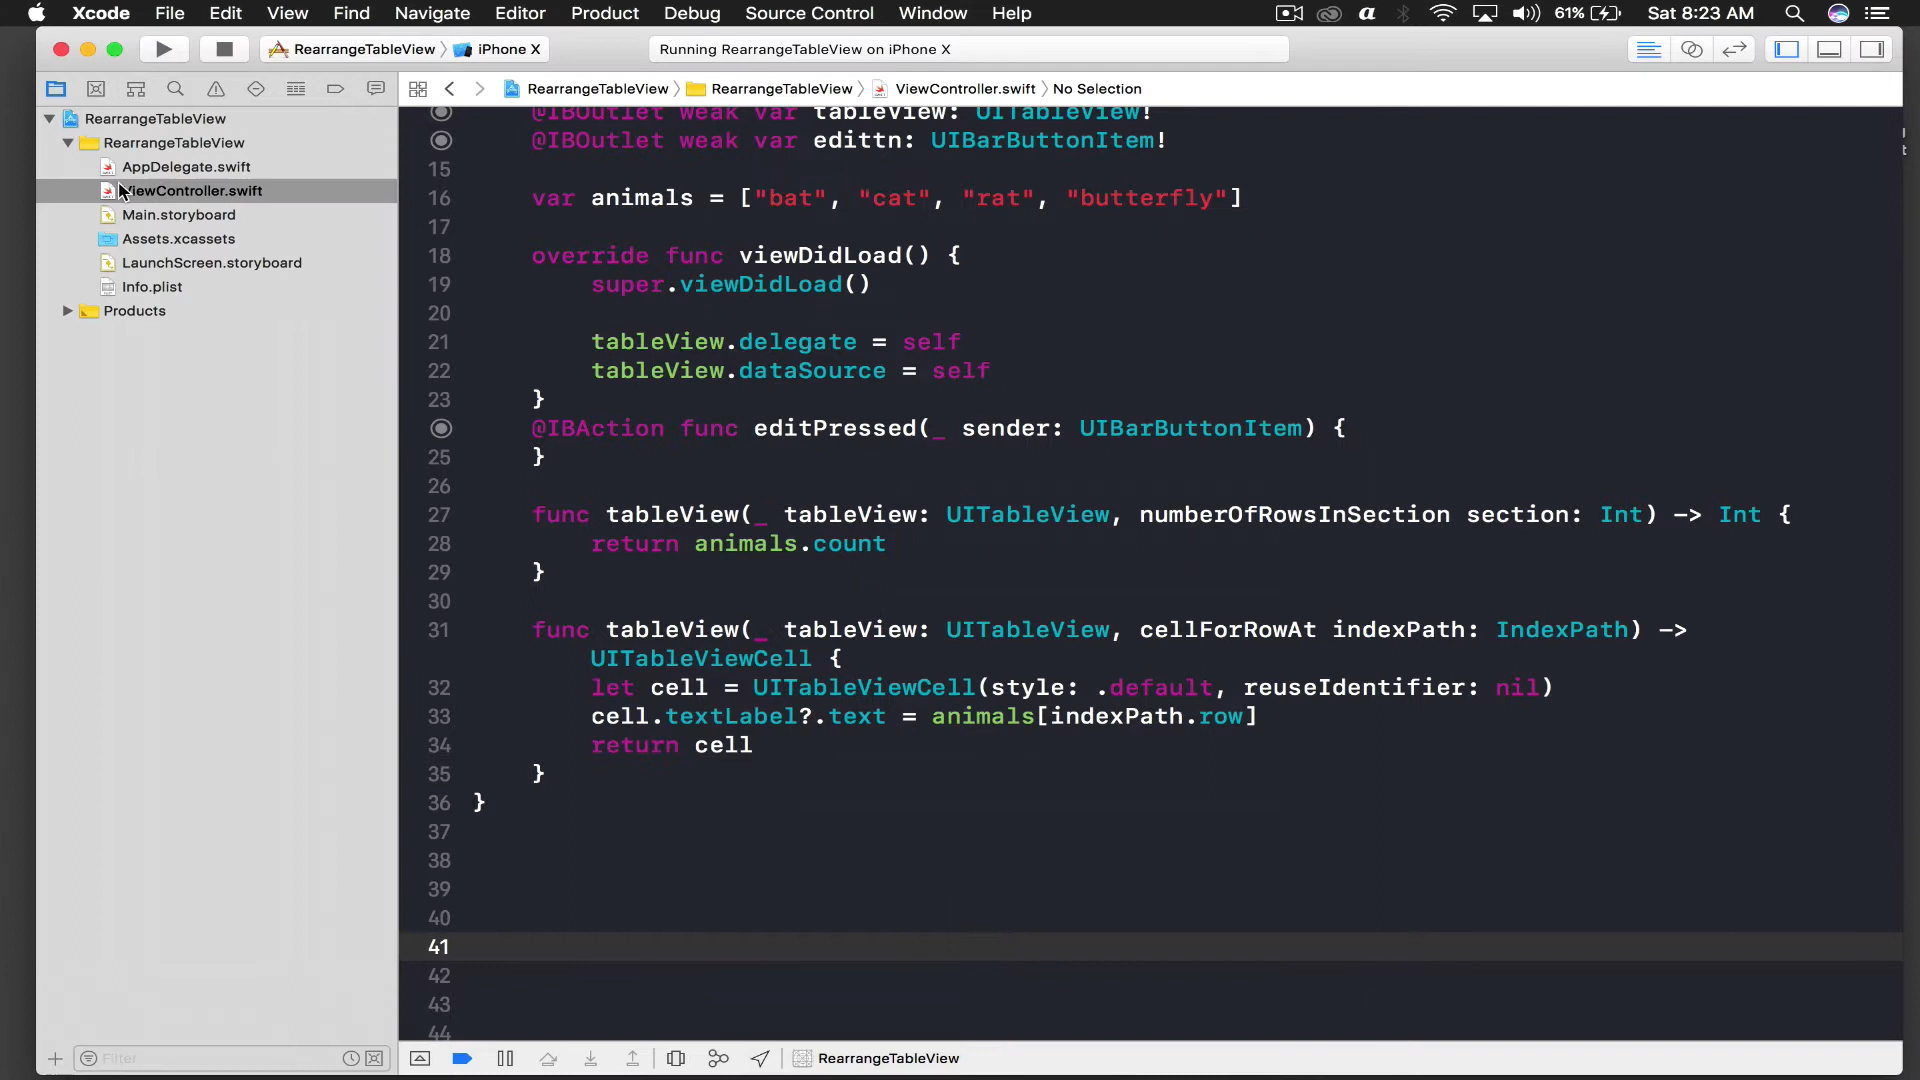 Xcode File Edit View Find Navigate Editor Product Debug Source Control Window Help 61% Sat 8:23 AM
RearrangeTableView iPhone X Running RearrangeTableView on iPhone X
RearrangeTableView RearrangeTableView ViewController.swift No Selection
RearrangeTableView
RearrangeTableView
AppDelegate.swift
ViewController.swift
Main.storyboard
Assets.xcassets
LaunchScreen.storyboard
Info.plist
Products
@IBOutlet weak var tableView: UITableView!
@IBOutlet weak var edittn: UIBarButtonItem!
15
16 var animals = ["bat", "cat", "rat", "butterfly"]
17
18 override func viewDidLoad() {
19 super.viewDidLoad()
20
21 tableView.delegate = self
22 tableView.dataSource = self
23 }
@IBAction func editPressed(_ sender: UIBarButtonItem) {
25 }
26
27 func tableView(_ tableView: UITableView, numberOfRowsInSection section: Int) -> Int {
28 return animals.count
29 }
30
31 func tableView(_ tableView: UITableView, cellForRowAt indexPath: IndexPath) ->
UITableViewCell {
32 let cell = UITableViewCell(style: .default, reuseIdentifier: nil)
33 cell.textLabel?.text = animals[indexPath.row]
34 return cell
35 }
36 }
37
38
39
40
41
42
43
44
Filter
RearrangeTableView